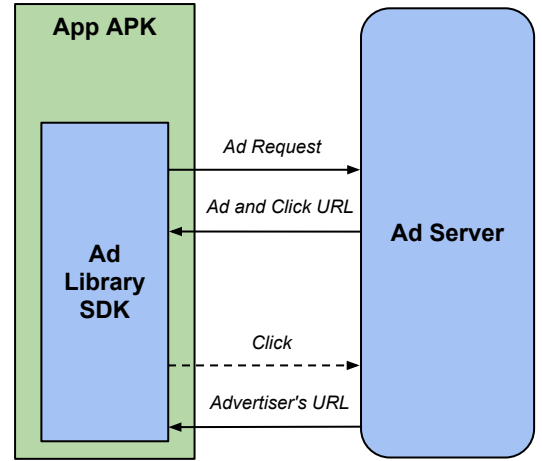 App APK
Ad Request
Ad and Click URL
Ad Server
Ad
Library
SDK
Click
Advertiser's URL